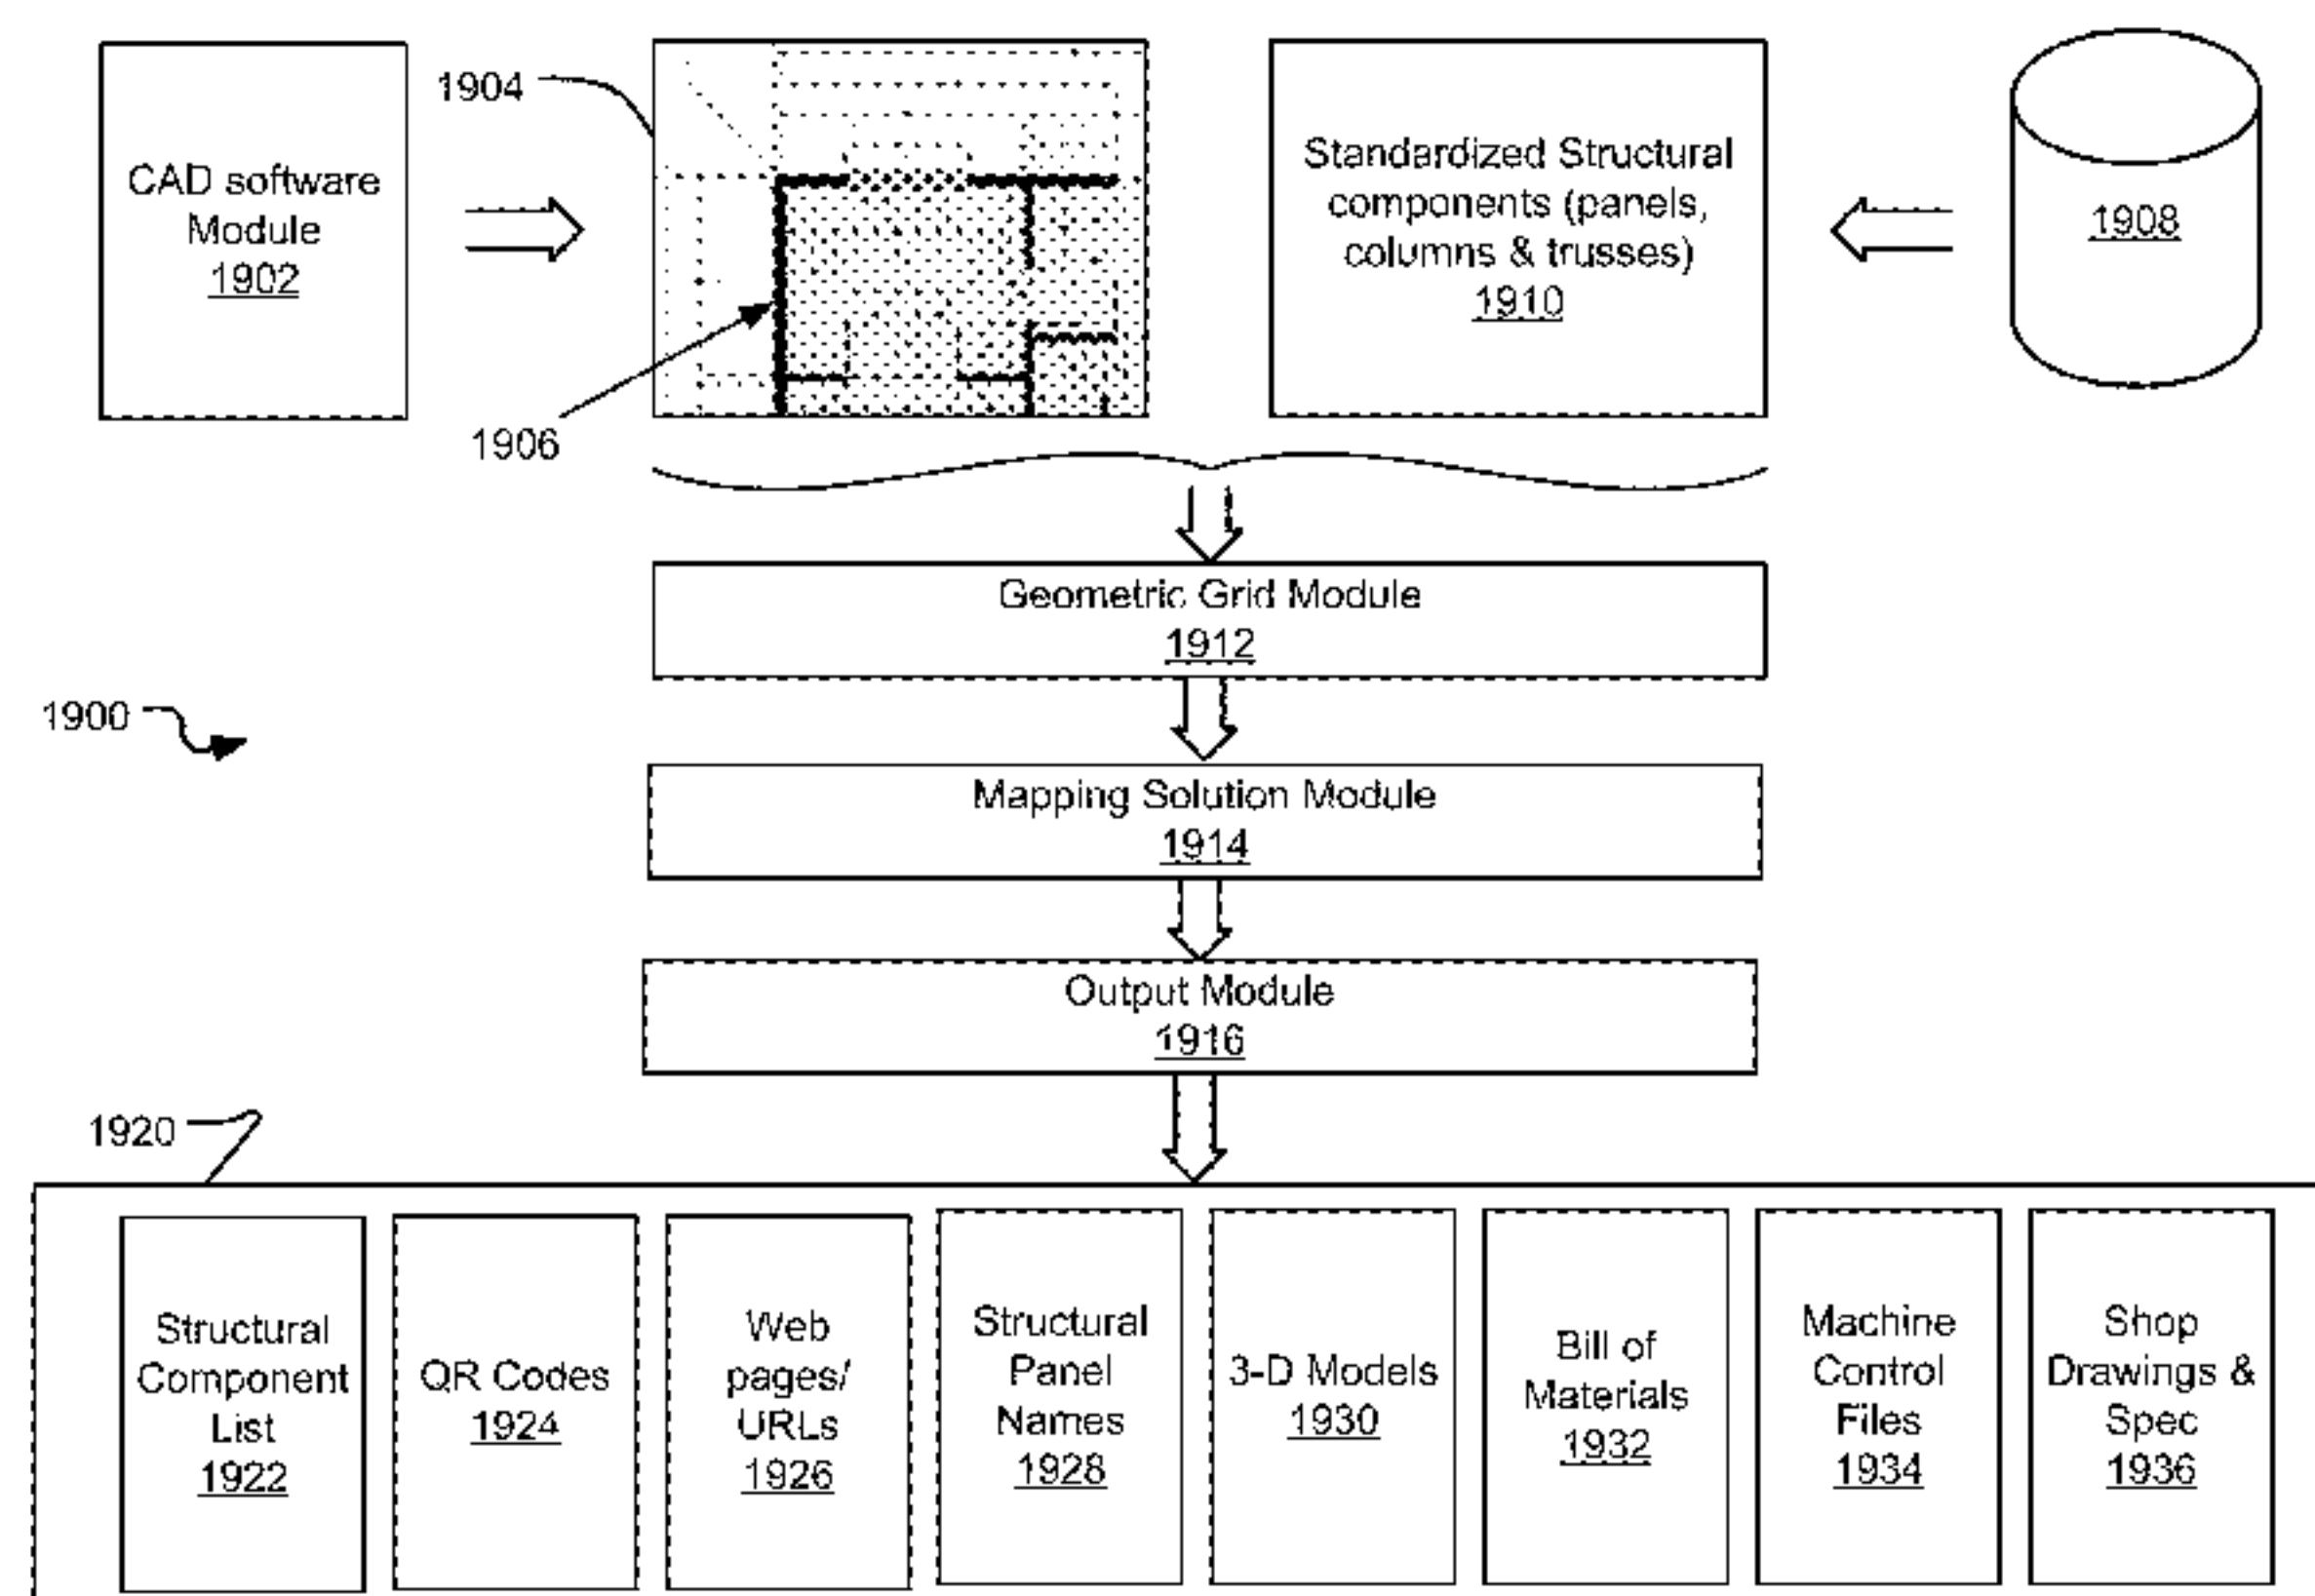 1904
CAD software
Module
1902
1906
Standardized Structural
components (panels,
columns & trusses)
1910
1908
Geometric Grid Module
1912
1900
Mapping Solution Module
1914
Output Module
1916
1920
Structural
Component
List
1922
QR Codes
1924
Web
pages/
URLs
1926
Structural
Panel
Names
1928
3-D Models
1930
Bill of
Materials
1932
Machine
Control
Files
1934
Shop
Drawings &
Spec
1936